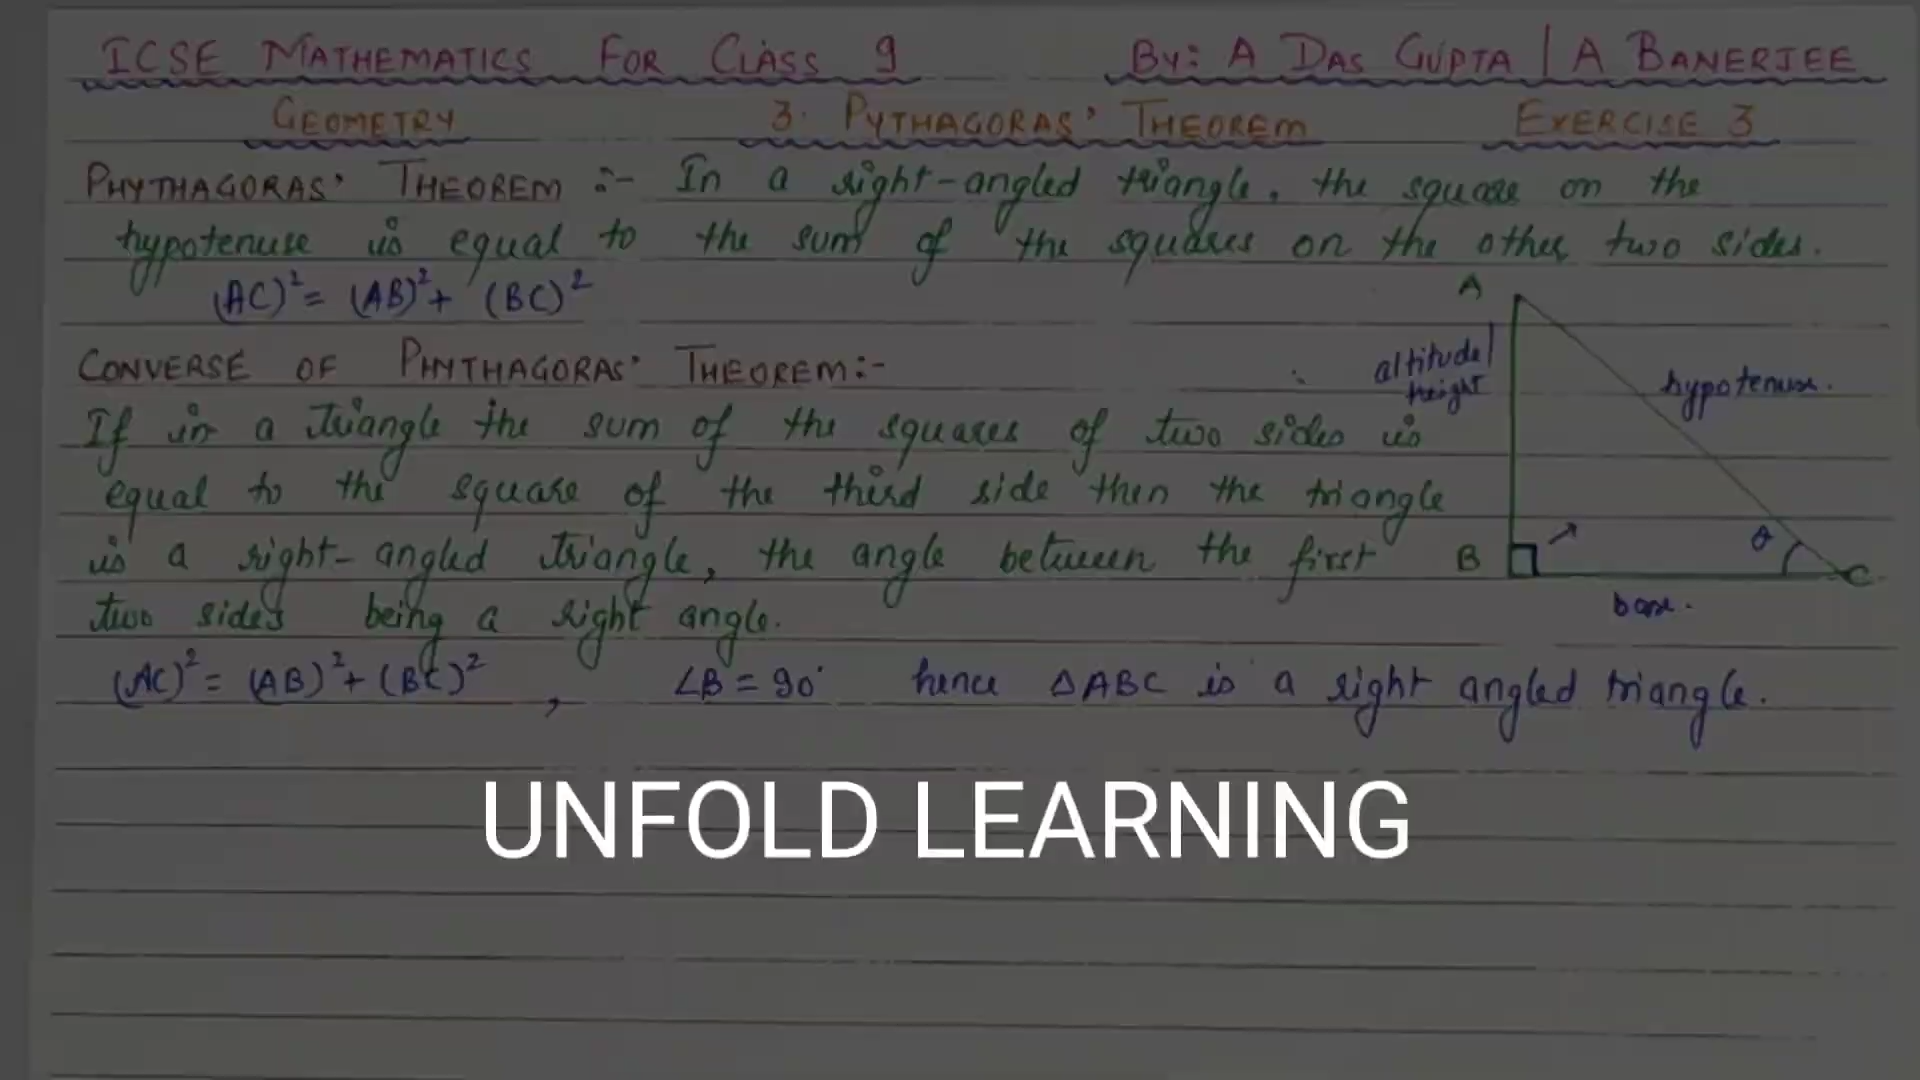 ICSE MATHEMATICS FOR CLASS 9 BY: A DAS GUPTA | A BANERJEE
GEOMETRY 3. PYTHAGORAS' THEOREM EXERCISE 3
PHYTHAGORAS' THEOREM :- In a right-angled triangle, the square on the
hypotenuse is equal to the sum of the squares on the other two sides.
(AC)² = (AB)² + (BC)²
A
altitude/
height
hypotenuse.
CONVERSE OF PHYTHAGORAS' THEOREM:-
If in a triangle the sum of the squares of two sides is
equal to the square of the third side then the triangle
is a right-angled triangle, the angle between the first
two sides being a right angle.
B
θ
C
base.
(AC)² = (AB)² + (BC)² , ∠B = 90° hence ΔABC is a right angled triangle.
UNFOLD LEARNING